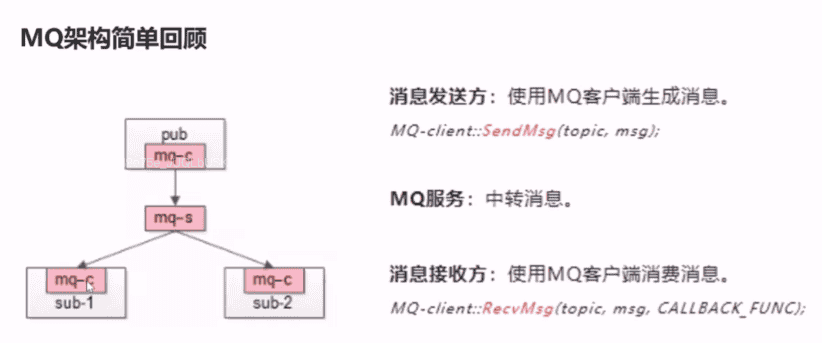 MQ架构简单回顾
消息发送方：使用MQ客户端生成消息。
MQ-client::SendMsg(topic, msg);
pub
mq-c
MQ服务：中转消息。
mq-s
消息接收方：使用MQ客户端消费消息。
MQ-client::RecvMsg(topic, msg, CALLBACK_FUNC);
mq-c
sub-1
mq-c
sub-2